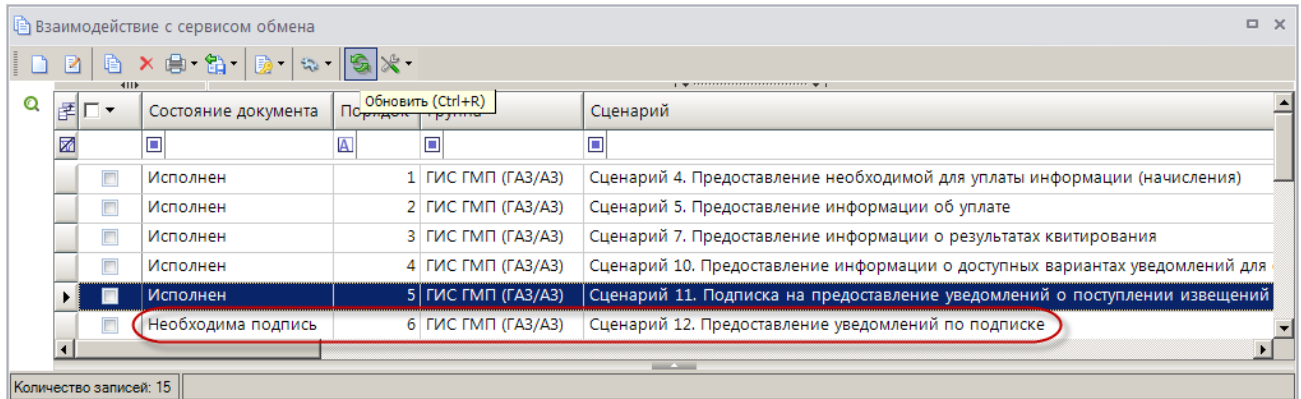 Взаимодействие с сервисом обмена
Обновить (Ctrl+R)
Состояние документа Порядок Группа Сценарий
Исполнен 1 ГИС ГМП (ГАЗ/АЗ) Сценарий 4. Предоставление необходимой для уплаты информации (начисления)
Исполнен 2 ГИС ГМП (ГАЗ/АЗ) Сценарий 5. Предоставление информации об уплате
Исполнен 3 ГИС ГМП (ГАЗ/АЗ) Сценарий 7. Предоставление информации о результатах квитирования
Исполнен 4 ГИС ГМП (ГАЗ/АЗ) Сценарий 10. Предоставление информации о доступных вариантах уведомлений для
Исполнен 5 ГИС ГМП (ГАЗ/АЗ) Сценарий 11. Подписка на предоставление уведомлений о поступлении извещений
Необходима подпись 6 ГИС ГМП (ГАЗ/АЗ) Сценарий 12. Предоставление уведомлений по подписке
Количество записей: 15